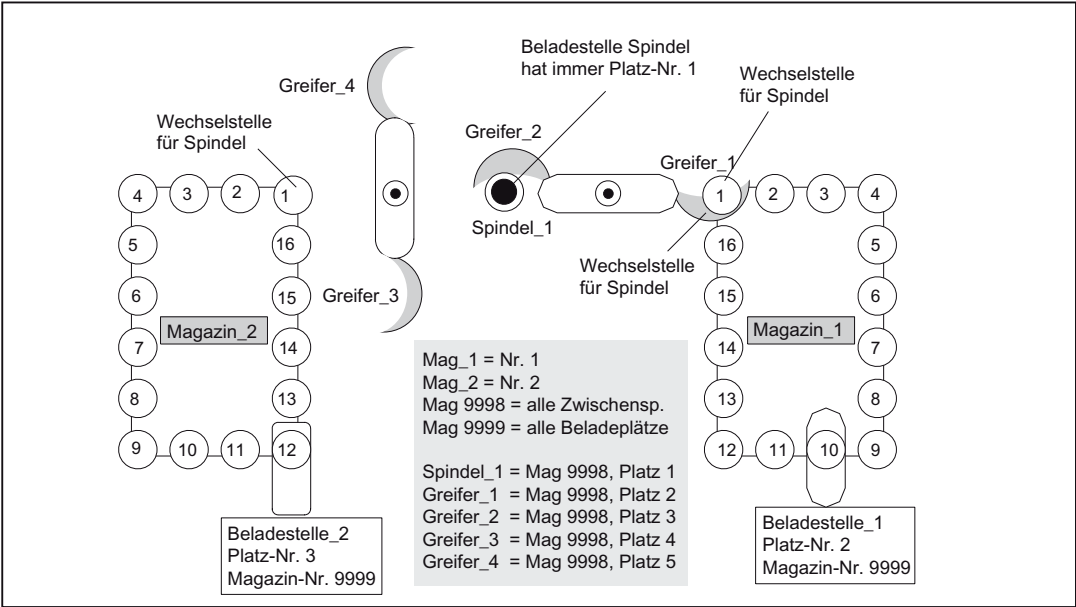 Beladestelle Spindel
hat immer Platz-Nr. 1
Greifer_4
Wechselstelle
für Spindel
Wechselstelle
für Spindel
Greifer_2
Greifer_1
4
3
2
1
1
2
3
4
Spindel_1
5
16
16
5
Wechselstelle
für Spindel
6
15
Greifer_3
15
6
Magazin_2
Magazin_1
7
14
14
7
8
13
13
8
9
10
11
12
12
11
10
9
Mag_1 = Nr. 1
Mag_2 = Nr. 2
Mag 9998 = alle Zwischensp.
Mag 9999 = alle Beladeplätze
Spindel_1 = Mag 9998, Platz 1
Greifer_1 = Mag 9998, Platz 2
Greifer_2 = Mag 9998, Platz 3
Greifer_3 = Mag 9998, Platz 4
Greifer_4 = Mag 9998, Platz 5
Beladestelle_2
Platz-Nr. 3
Magazin-Nr. 9999
Beladestelle_1
Platz-Nr. 2
Magazin-Nr. 9999